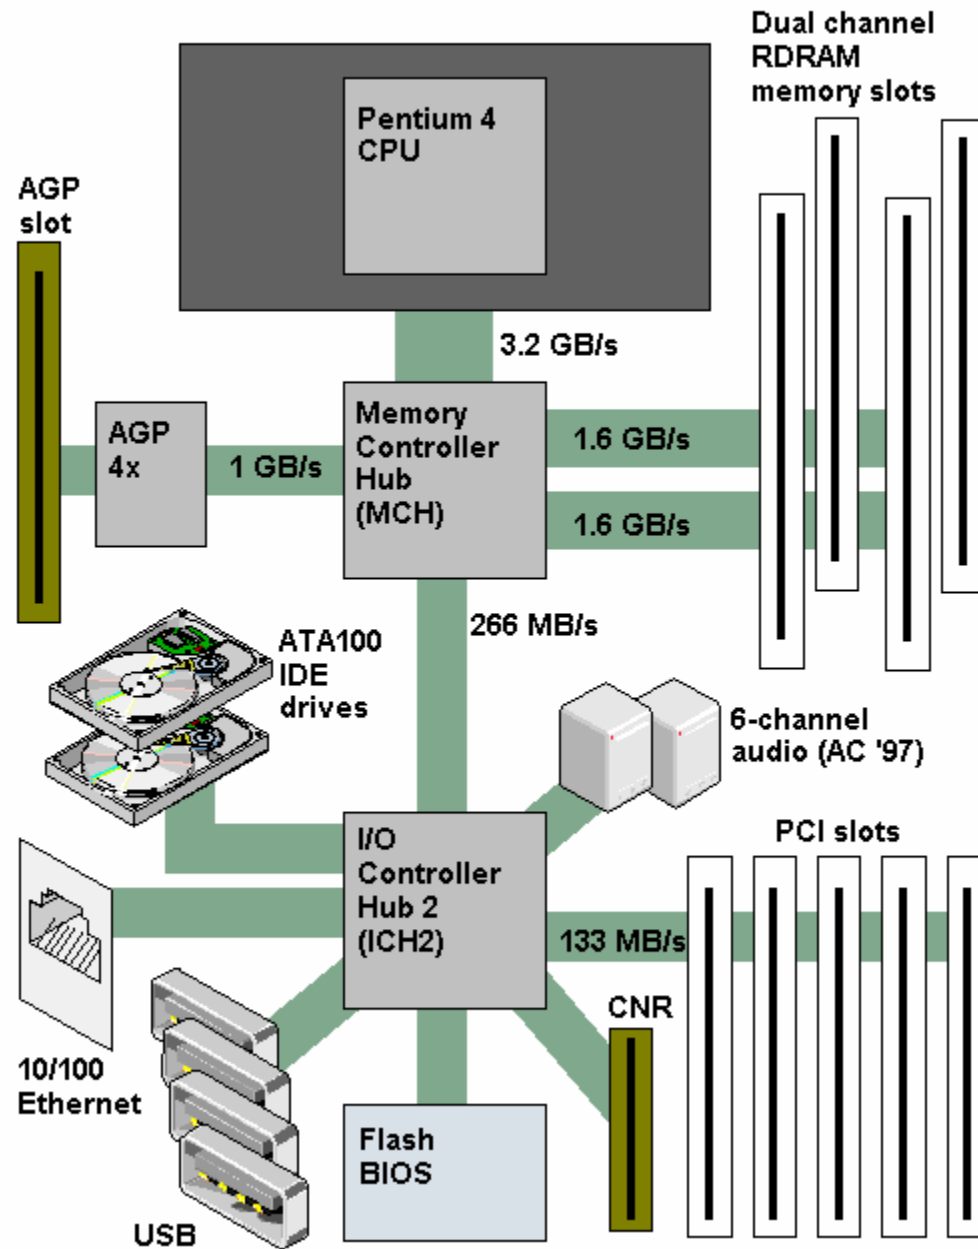 Dual channel
RDRAM
memory slots
Pentium 4
CPU
AGP
slot
3.2 GB/s
AGP
4x
1 GB/s
Memory
Controller
Hub
(MCH)
1.6 GB/s
1.6 GB/s
266 MB/s
ATA100
IDE
drives
6-channel
audio (AC '97)
I/O
Controller
Hub 2
(ICH2)
PCI slots
133 MB/s
CNR
10/100
Ethernet
Flash
BIOS
USB